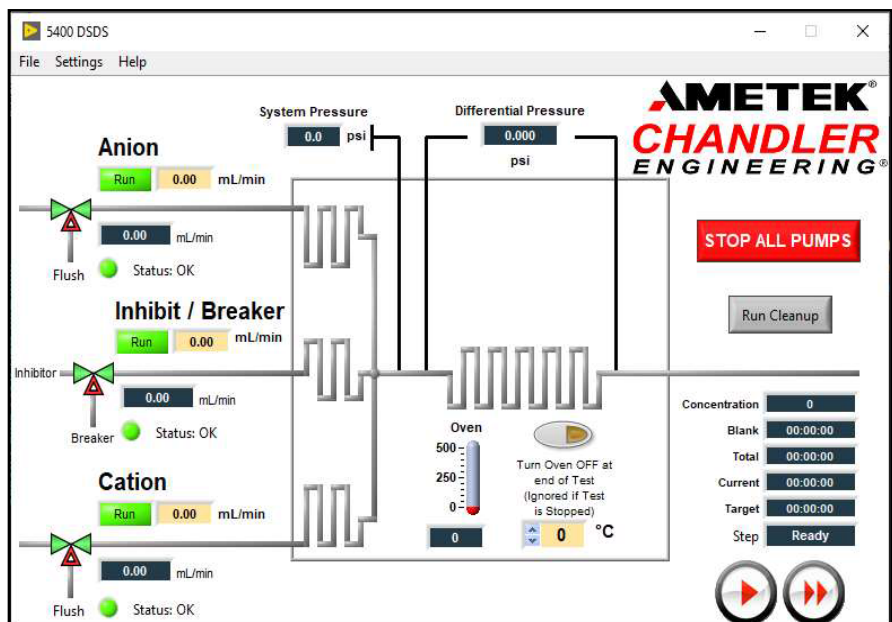 5400 DSDS
File Settings Help
AMETEK®
CHANDLER
ENGINEERING®
System Pressure
0.0 psi
Differential Pressure
0.000
psi
Anion
Run 0.00 mL/min
0.00 mL/min
Flush
Status: OK
STOP ALL PUMPS
Run Cleanup
Inhibit / Breaker
Run 0.00 mL/min
Inhibitor
0.00 mL/min
Breaker
Status: OK
Cation
Run 0.00 mL/min
0.00 mL/min
Flush
Status: OK
Oven
500
250
0
0
Turn Oven OFF at
end of Test
(Ignored if Test
is Stopped)
0 °C
Concentration 0
Blank 00:00:00
Total 00:00:00
Current 00:00:00
Target 00:00:00
Step Ready